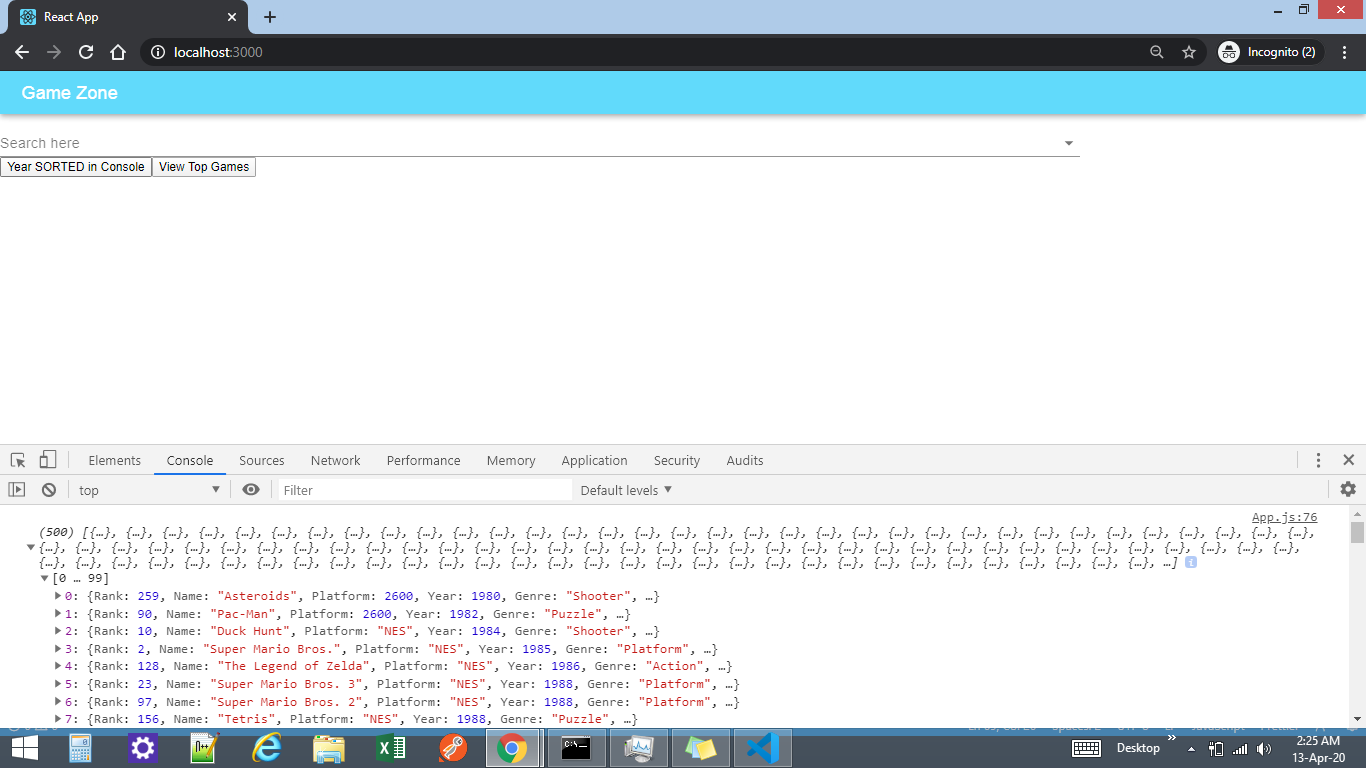 React App
localhost:3000
Incognito (2)
Game Zone
Search here
Year SORTED in Console View Top Games
Elements Console Sources Network Performance Memory Application Security Audits
top Filter Default levels
App.js:76
(500) [{…}, {…}, {…}, {…}, {…}, {…}, {…}, {…}, {…}, {…}, {…}, {…}, {…}, {…}, {…}, {…}, {…}, {…}, {…}, {…}, {…}, {…}, {…}, {…}, {…}, {…}, {…}, {…}, {…}, {…}, {…}, {…}, {…}, {…},
{…}, {…}, {…}, {…}, {…}, {…}, {…}, {…}, {…}, {…}, {…}, {…}, {…}, {…}, {…}, {…}, {…}, {…}, {…}, {…}, {…}, {…}, {…}, {…}, {…}, {…}, {…}, {…}, {…}, {…}, {…}, {…}, {…}, {…}, {…},
{…}, {…}, {…}, {…}, {…}, {…}, {…}, {…}, {…}, {…}, {…}, {…}, {…}, {…}, {…}, {…}, {…}, {…}, {…}, {…}, {…}, {…}, {…}, {…}, {…}, {…}, {…}, {…}, {…}, {…}, {…}, …] i
[0 … 99]
0: {Rank: 259, Name: "Asteroids", Platform: 2600, Year: 1980, Genre: "Shooter", …}
1: {Rank: 90, Name: "Pac-Man", Platform: 2600, Year: 1982, Genre: "Puzzle", …}
2: {Rank: 10, Name: "Duck Hunt", Platform: "NES", Year: 1984, Genre: "Shooter", …}
3: {Rank: 2, Name: "Super Mario Bros.", Platform: "NES", Year: 1985, Genre: "Platform", …}
4: {Rank: 128, Name: "The Legend of Zelda", Platform: "NES", Year: 1986, Genre: "Action", …}
5: {Rank: 23, Name: "Super Mario Bros. 3", Platform: "NES", Year: 1988, Genre: "Platform", …}
6: {Rank: 97, Name: "Super Mario Bros. 2", Platform: "NES", Year: 1988, Genre: "Platform", …}
7: {Rank: 156, Name: "Tetris", Platform: "NES", Year: 1988, Genre: "Puzzle", …}
Desktop
2:25 AM
13-Apr-20